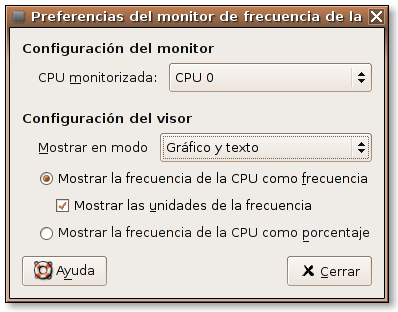 Preferencias del monitor de frecuencia de la
Configuración del monitor
CPU monitorizada: CPU 0
Configuración del visor
Mostrar en modo Gráfico y texto
Mostrar la frecuencia de la CPU como frecuencia
Mostrar las unidades de la frecuencia
Mostrar la frecuencia de la CPU como porcentaje
Ayuda Cerrar